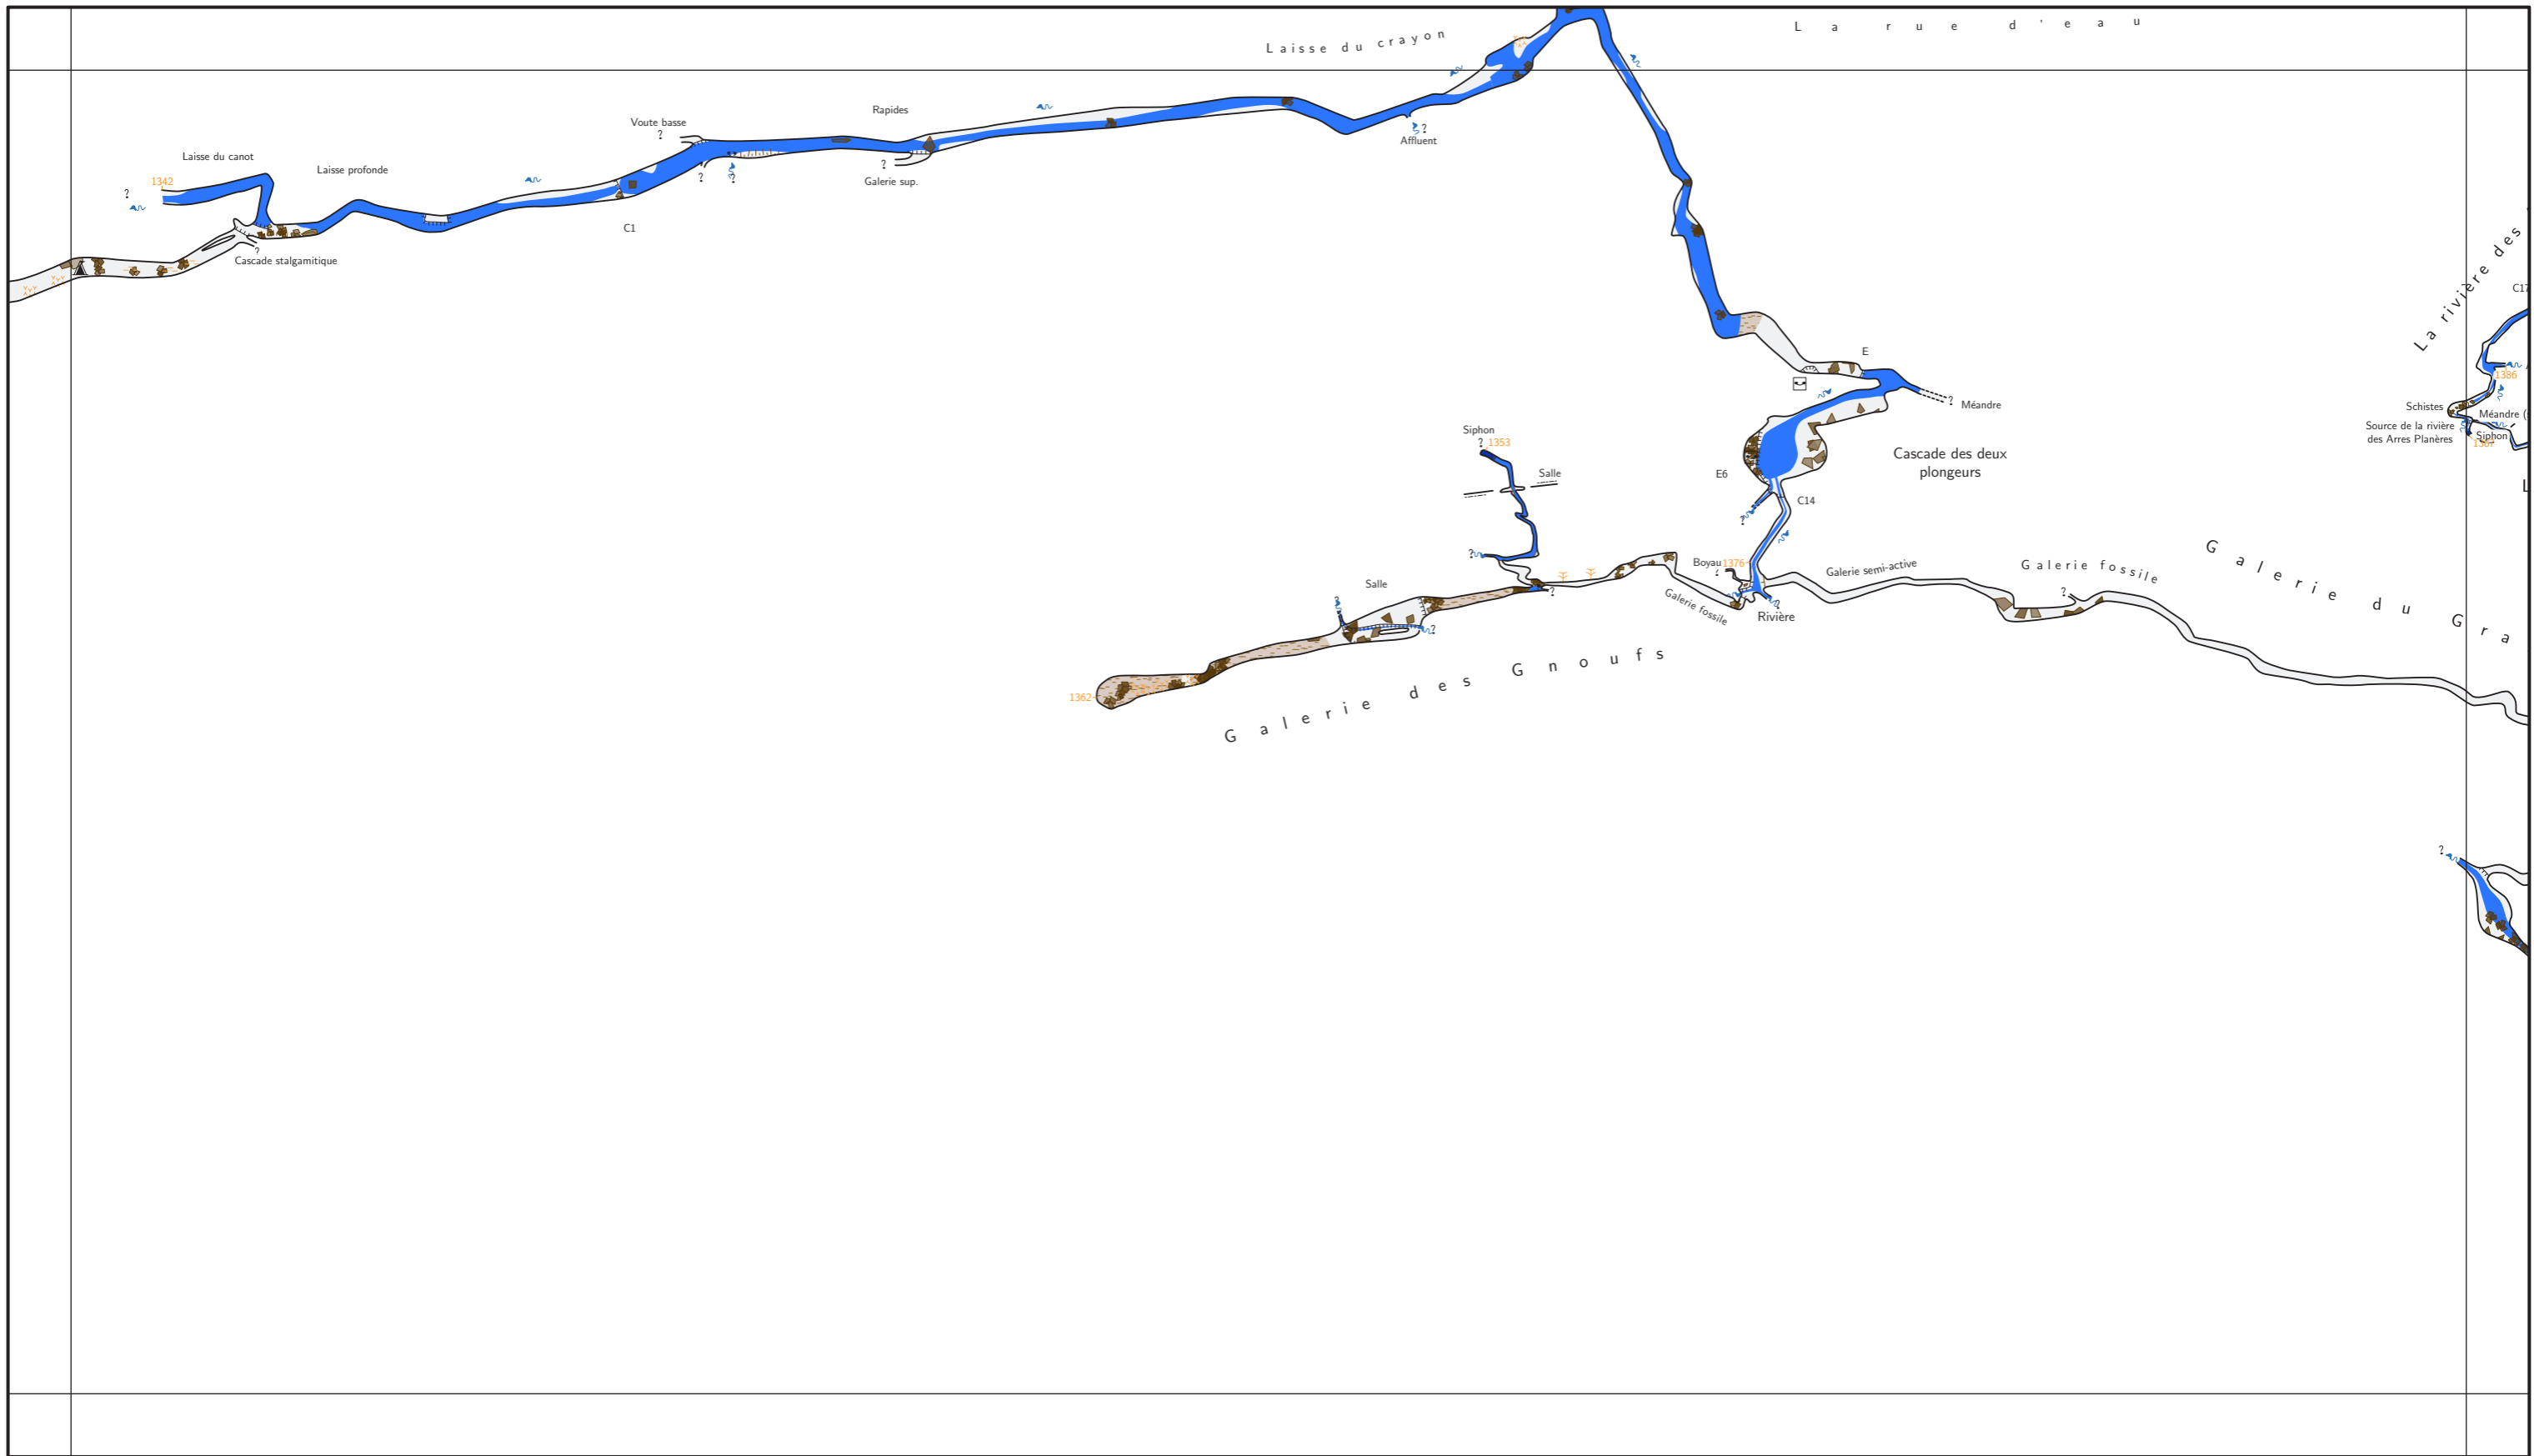 La rue d'eau
Laisse du crayon
Rapides
Voute basse
?
Affluent
?
Laisse du canot
Laisse profonde
?
Galerie sup.
?
?
1342
?
C1
?
Cascade stalgamitique
La rivière des
C17
E
1386
?
Méandre
Schistes
Méandre (
Source de la rivière
des Arres Planères
Siphon
Siphon
?
1353
Salle
Cascade des deux
plongeurs
E6
C14
?
?
Boyau
1376
?
Galerie semi-active
Galerie fossile
Galerie du Gra
Salle
?
?
?
?
Galerie fossile
?
Rivière
?
Galerie des Gnoufs
1362
?